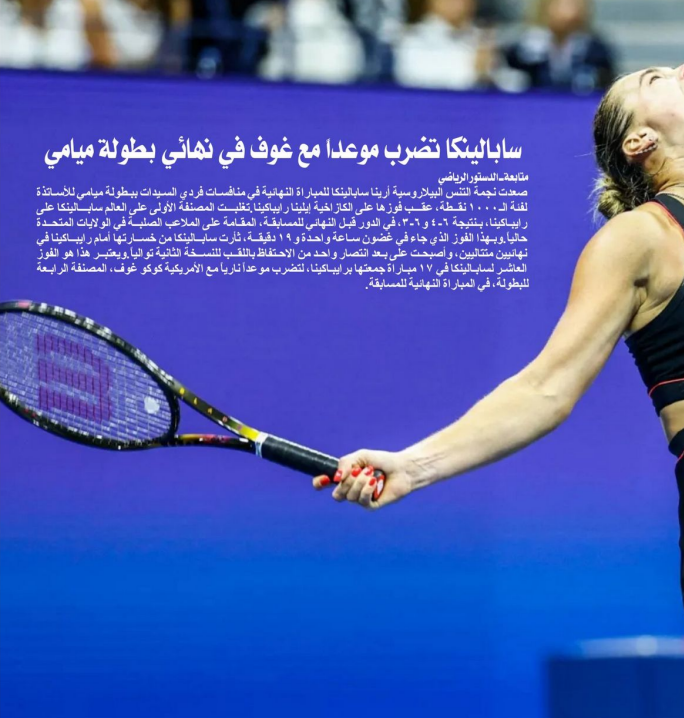 سابالينكا تضرب موعدا مع غوف في نهائي بطولة ميامي
متابعة-الدستور الرياضي
صعدت نجمة التنس البيلاروسية أرينا سابالينكا للمباراة النهائية في منافسات فردي السيدات ببطولة ميامي للأساتذة
لفئة الـ ١٠٠٠ نقطة، عقب فوزها على الكازاخية إيلينا رايباكينا.تغلبت المصنفة الأولى على العالم سابالينكا على
رايباكينا، بنتيجة ٦-٤ و ٦-٣، في الدور قبل النهائي للمسابقة، المقامة على الملاعب الصلبة في الولايات المتحدة
حالياً.وبهذا الفوز الذي جاء في غضون ساعة واحدة و ١٩ دقيقة، ثأرت سابالينكا من خسارتها أمام رايباكينا في
نهائيين متتاليين، وأصبحت على بعد انتصار واحد من الاحتفاظ باللقب للنسخة الثانية توالياً.ويعتبر هذا هو الفوز
العاشر لسابالينكا في ١٧ مباراة جمعتها برايباكينا، لتضرب موعداً نارياً مع الأمريكية كوكو غوف، المصنفة الرابعة
للبطولة، في المباراة النهائية للمسابقة.